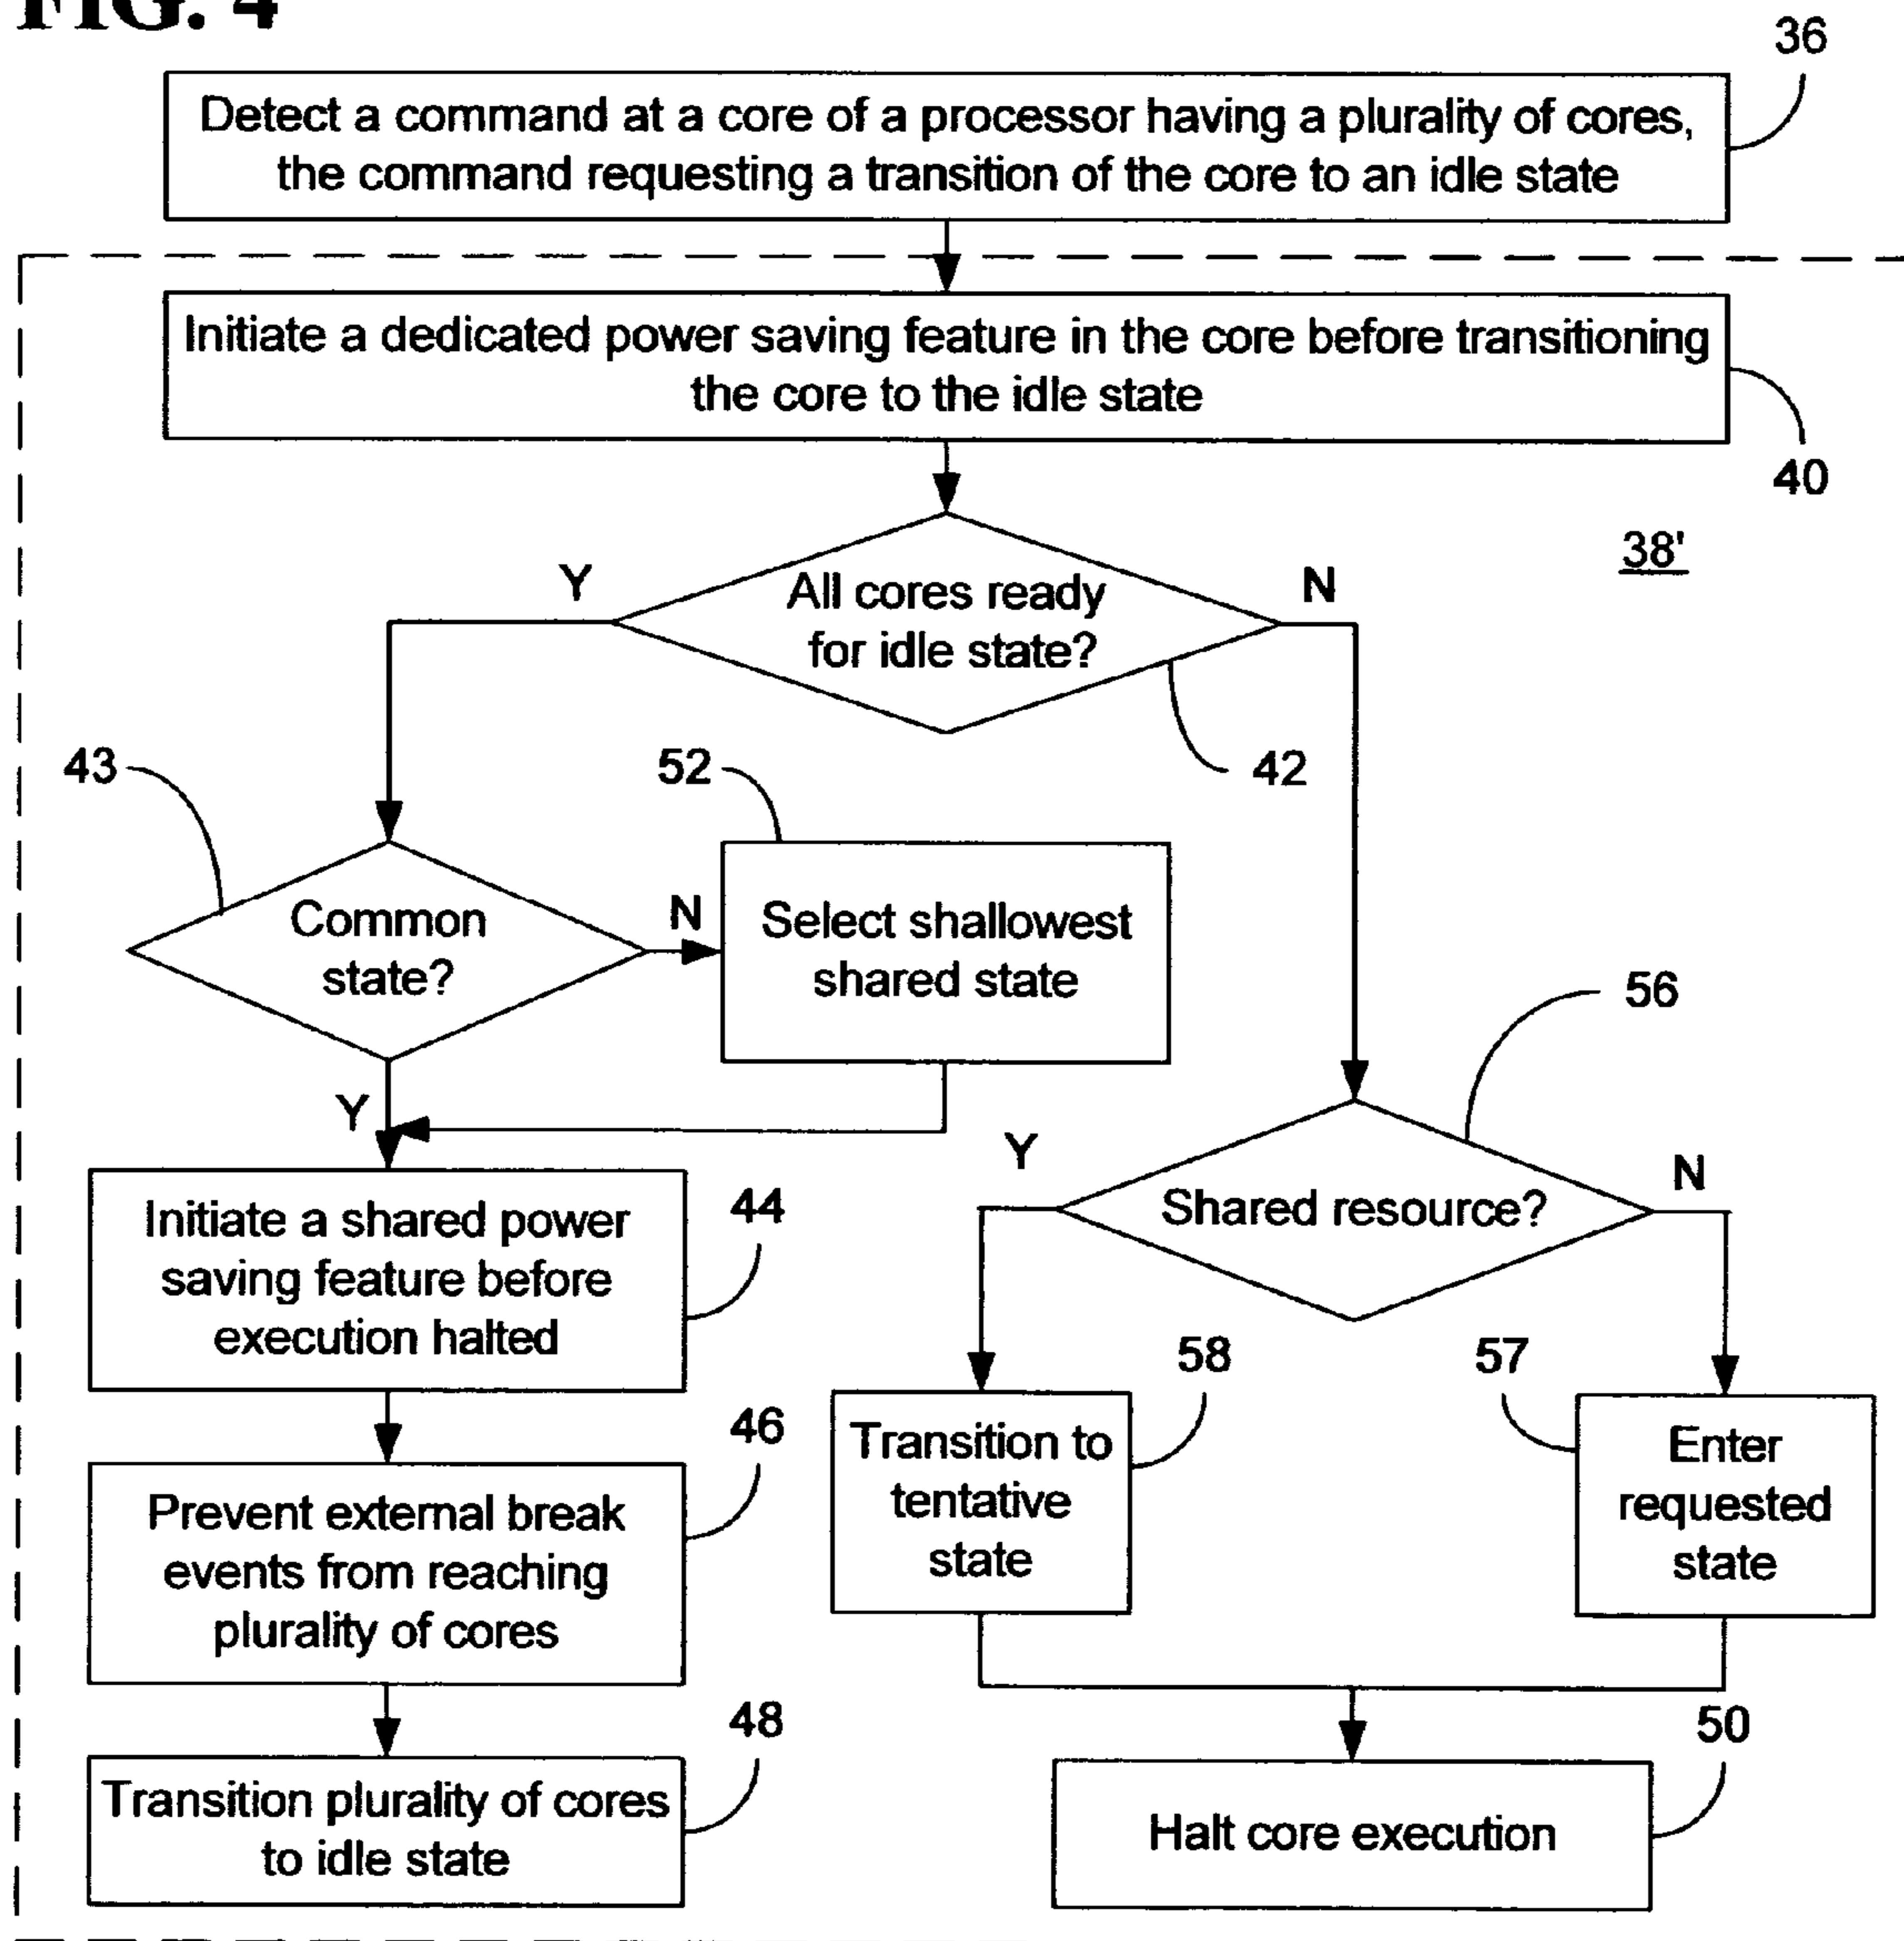 FIG. 4
36
Detect a command at a core of a processor having a plurality of cores,
the command requesting a transition of the core to an idle state
Initiate a dedicated power saving feature in the core before transitioning
the core to the idle state
40
38'
Y
All cores ready
for idle state?
N
42
43
52
Common
state?
N
Select shallowest
shared state
56
Y
Y
Shared resource?
N
Initiate a shared power
saving feature before
execution halted
44
58
57
Transition to
tentative
state
Enter
requested
state
46
Prevent external break
events from reaching
plurality of cores
48
50
Transition plurality of cores
to idle state
Halt core execution